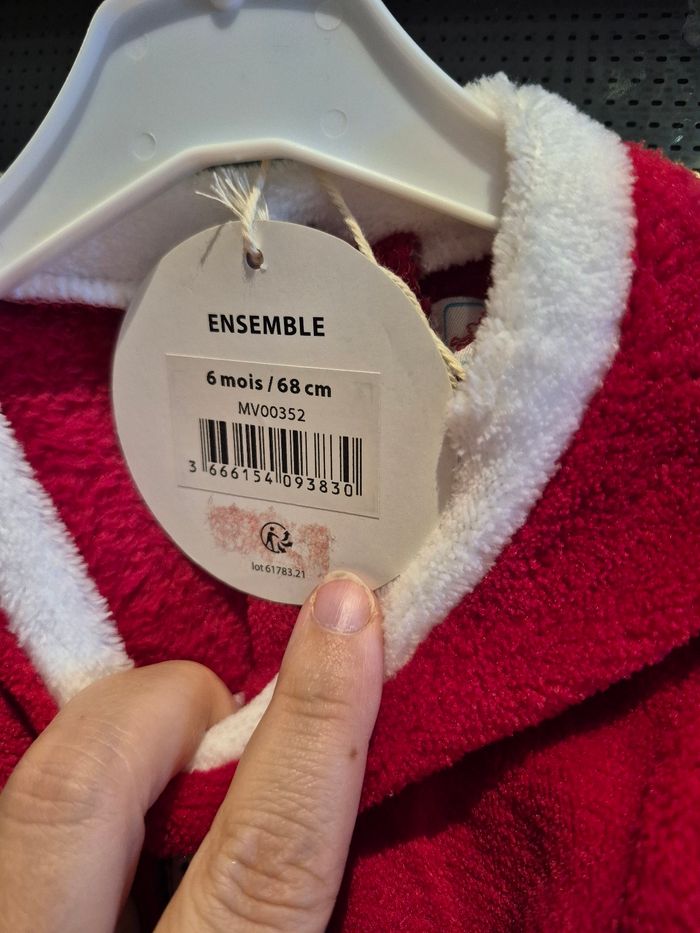 ENSEMBLE
6 mois / 68 cm
MV00352
3 666154 093830
lot 61783.21